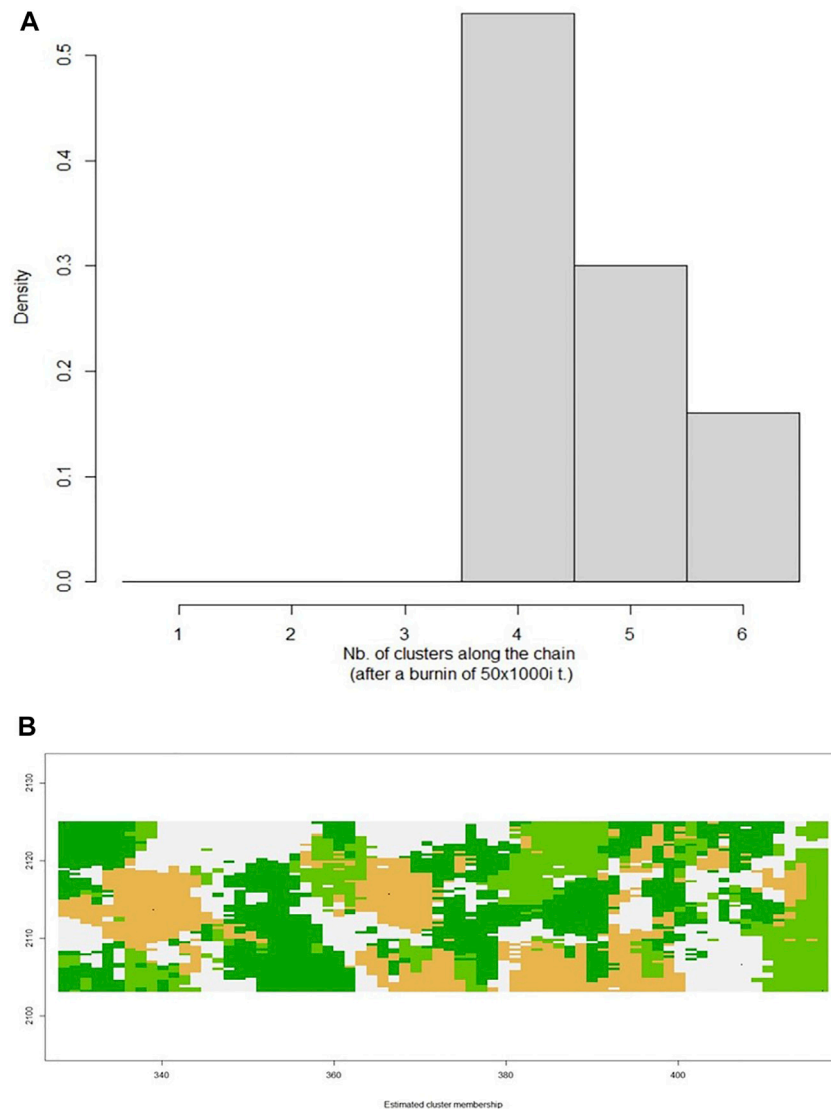 A
Density
0.5
0.4
0.3
0.2
0.1
0.0
1 2 3 4 5 6
Nb. of clusters along the chain
(after a burnin of 50x1000i t.)
B
2130
2120
2110
2100
340 360 380 400
Estimated cluster membership